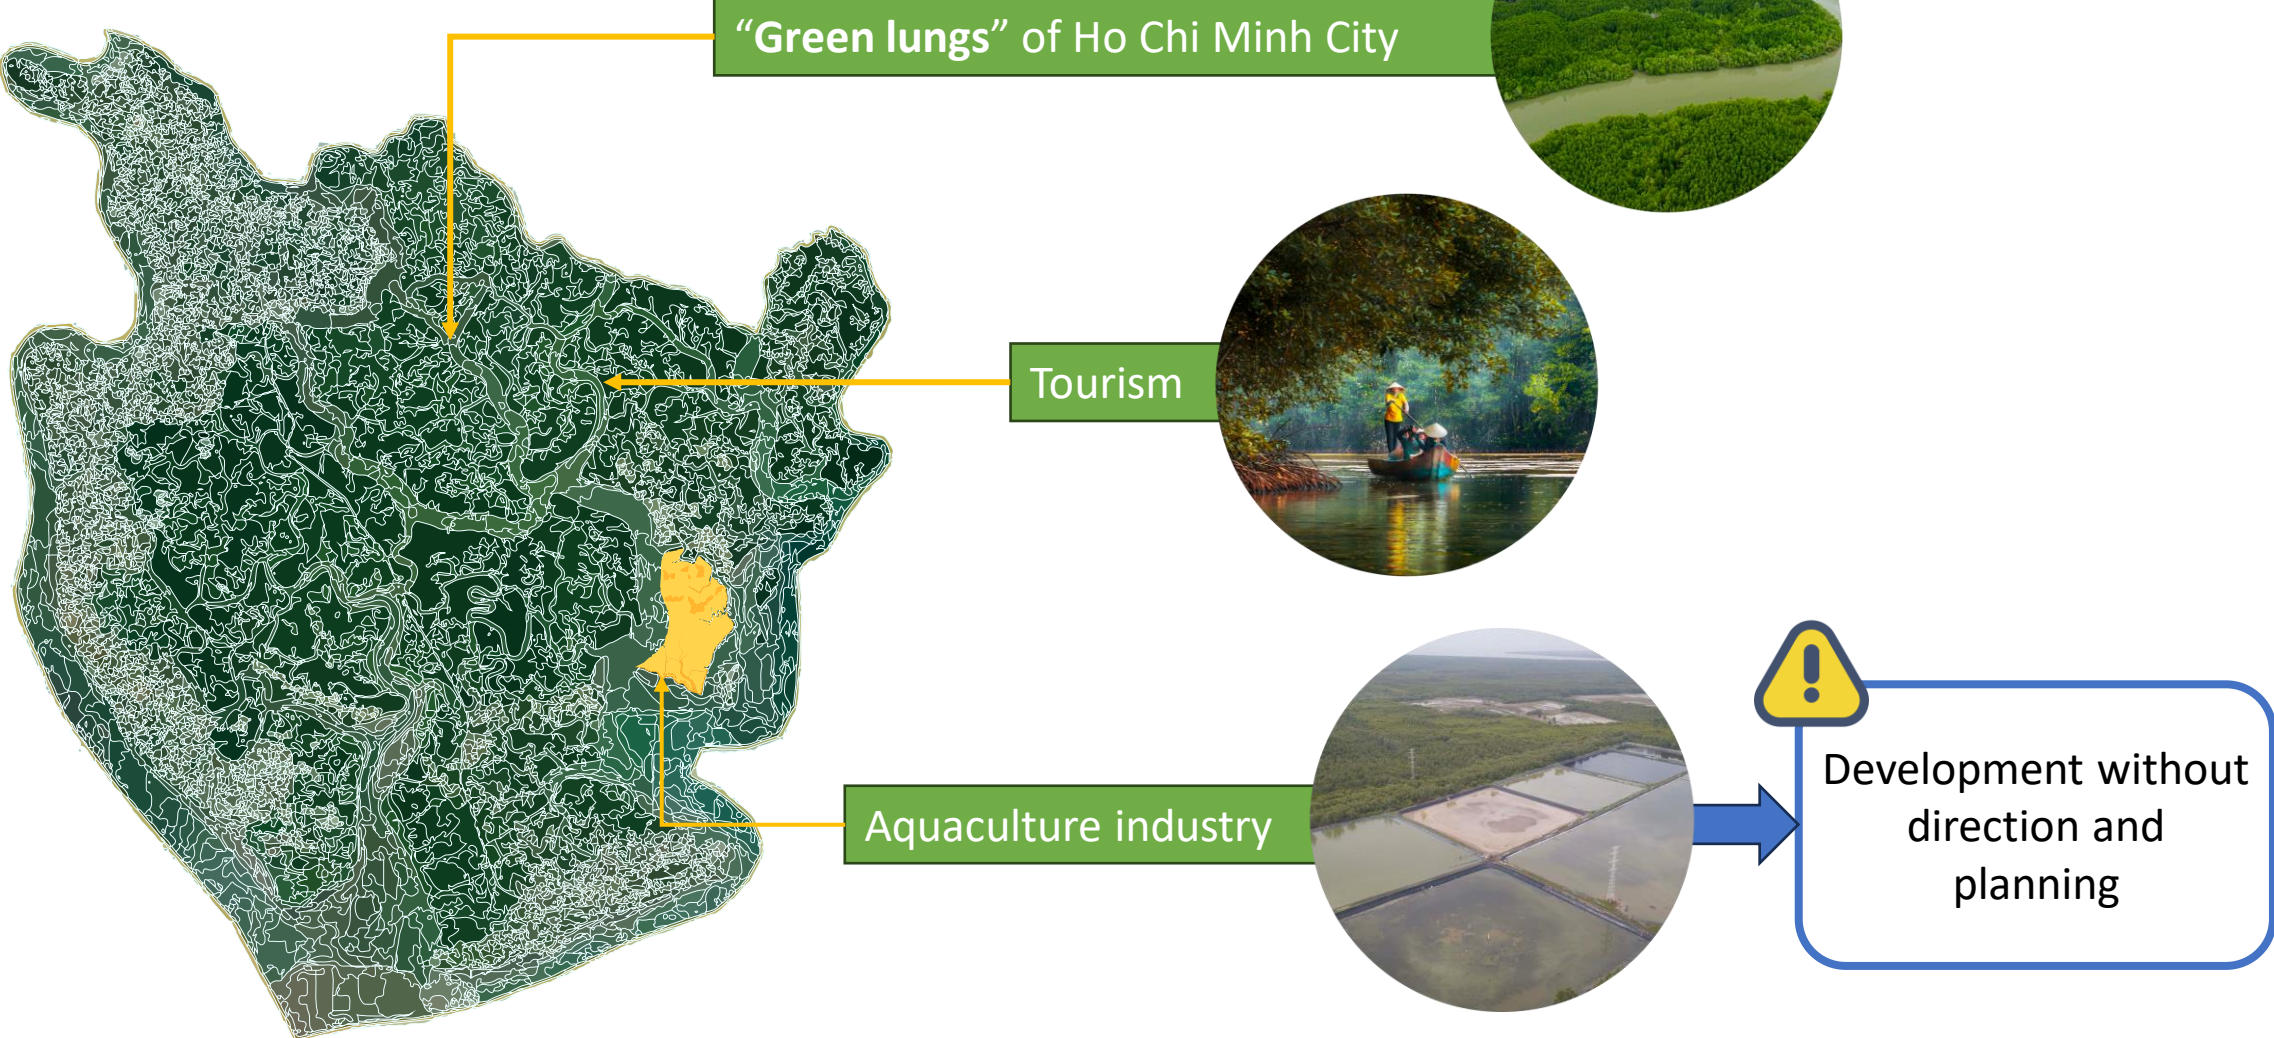 “Green lungs” of Ho Chi Minh City
Tourism
Aquaculture industry
Development without
direction and
planning